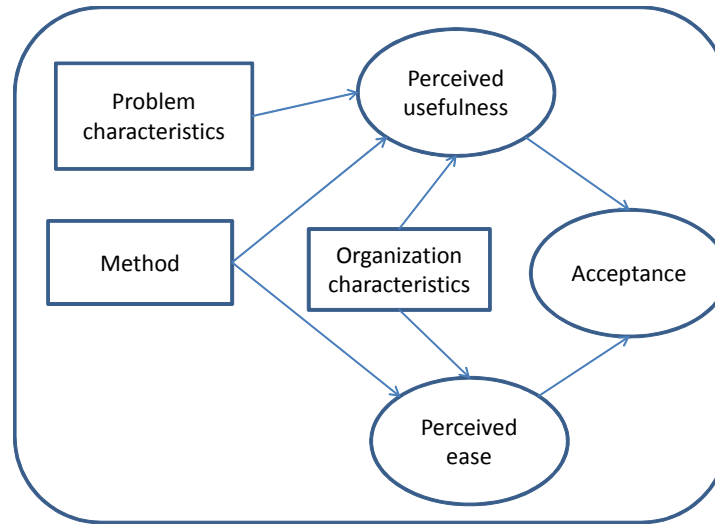 Perceived
usefulness
Problem
characteristics
Method
Organization
characteristics
Acceptance
Perceived
ease